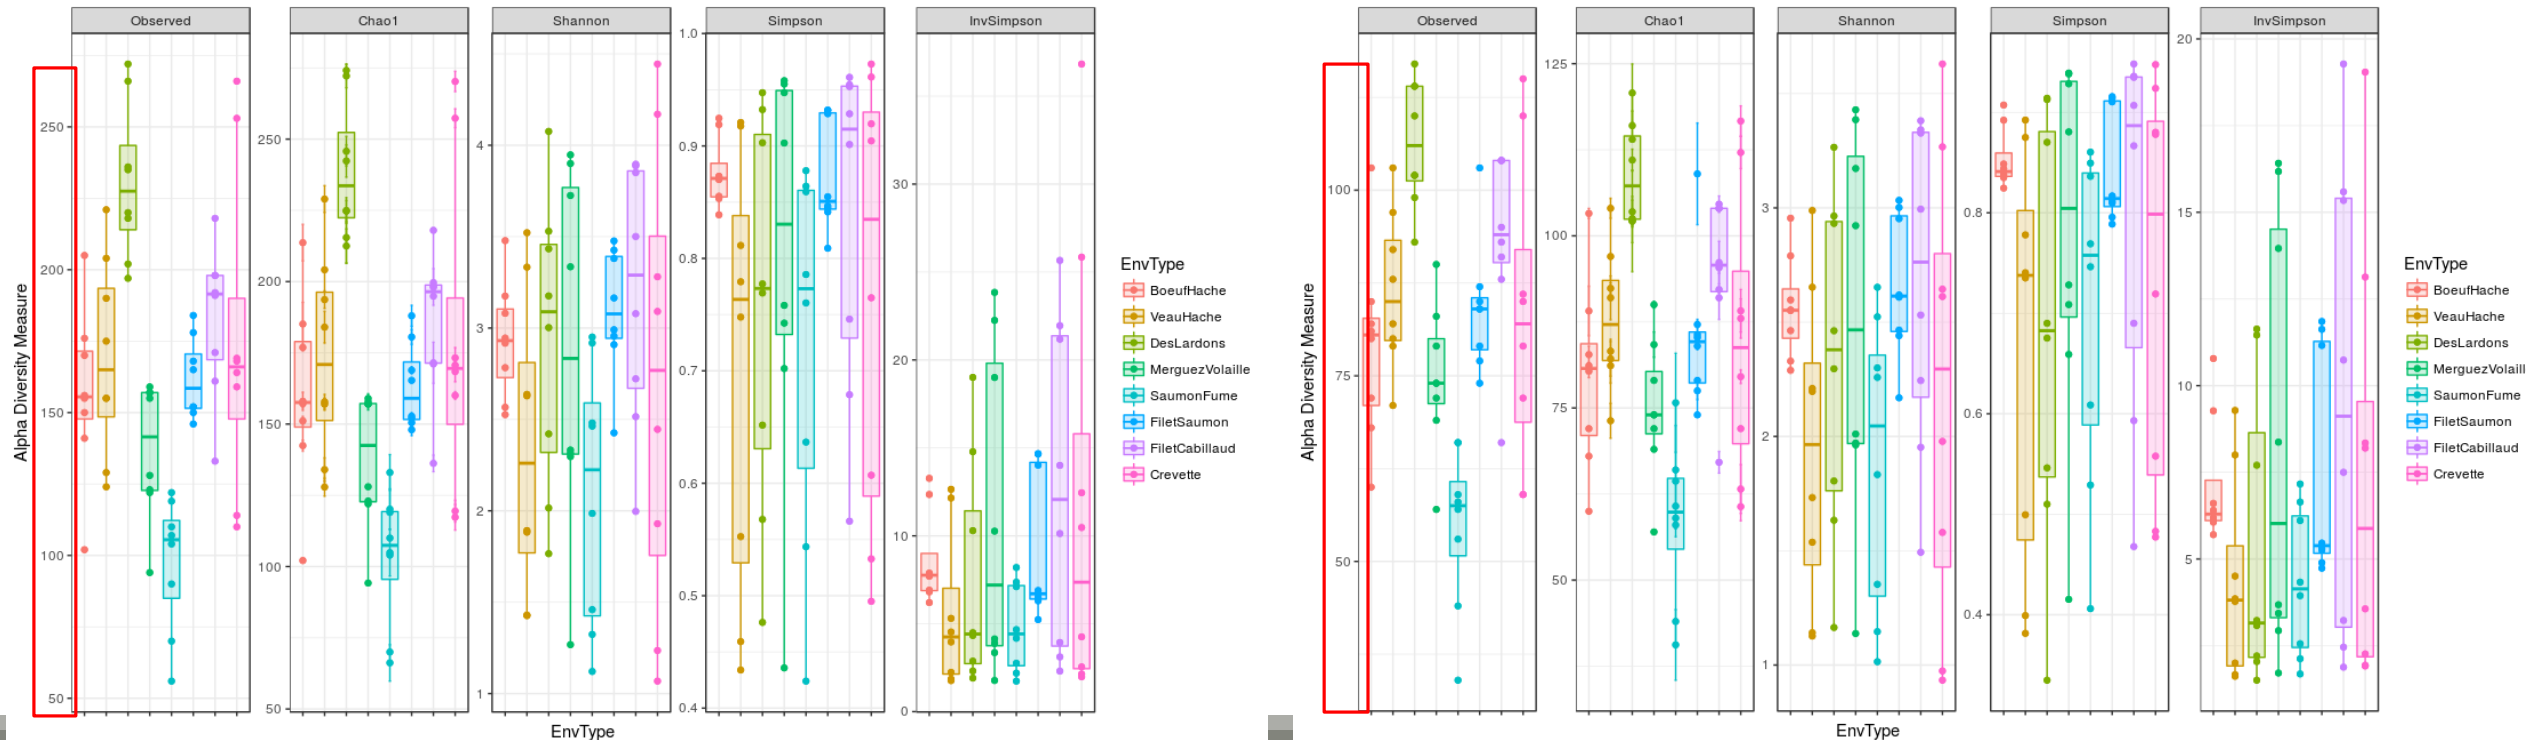 Observed
Chao1
Shannon
Simpson
InvSimpson
Alpha Diversity Measure
250
200
150
100
50
250
200
150
100
50
4
3
2
1
1.0
0.9
0.8
0.7
0.6
0.5
0.4
30
20
10
0
EnvType
EnvType
BoeufHache
VeauHache
DesLardons
MerguezVolaille
SaumonFume
FiletSaumon
FiletCabillaud
Crevette
Observed
Chao1
Shannon
Simpson
InvSimpson
Alpha Diversity Measure
100
75
50
125
100
75
50
3
2
1
0.8
0.6
0.4
20
15
10
5
EnvType
EnvType
BoeufHache
VeauHache
DesLardons
MerguezVolaill
SaumonFume
FiletSaumon
FiletCabillaud
Crevette